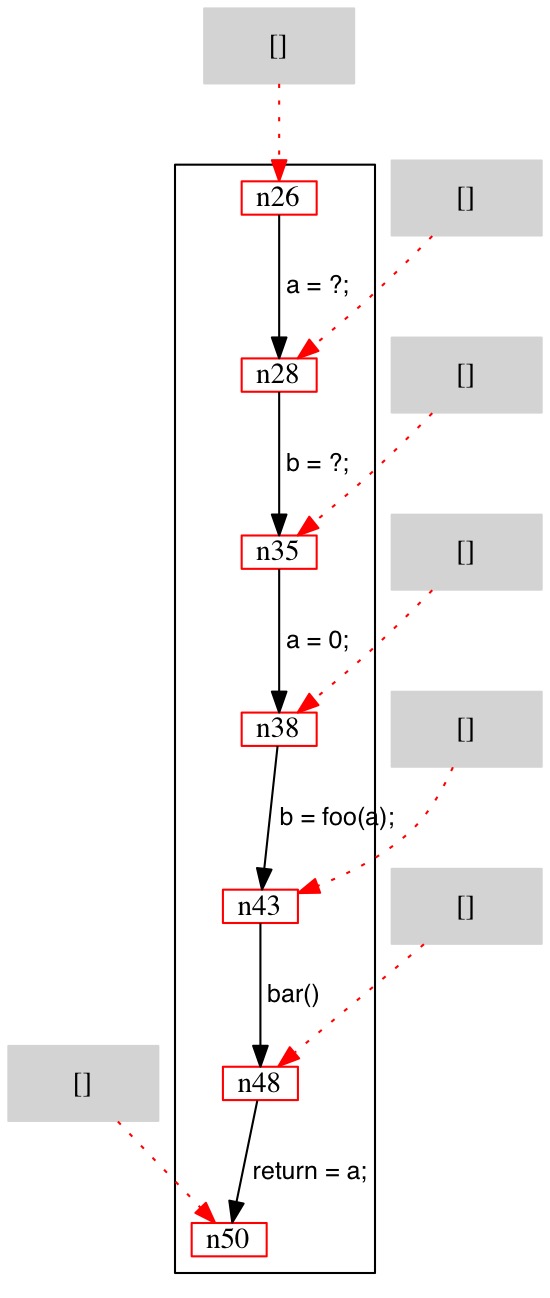 []
n26
[]
a = ?;
n28
[]
b = ?;
n35
[]
a = 0;
n38
[]
b = foo(a);
n43
[]
bar()
n48
[]
return = a;
n50